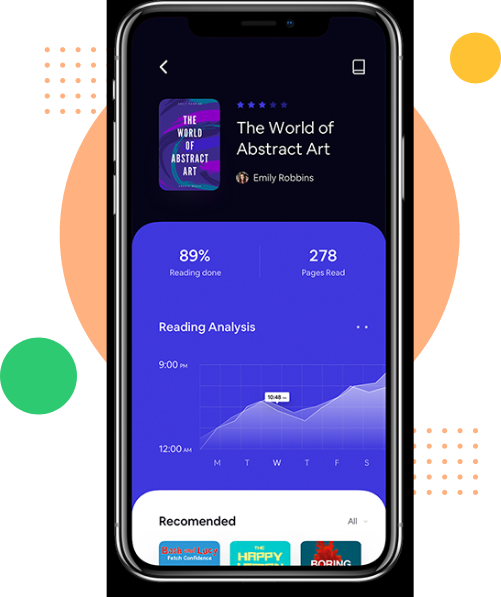 THE
WORLD
OF
ABSTRACT
ART
The World of
Abstract Art
Emily Robbins
89%
Reading done
278
Pages Read
Reading Analysis
9:00 PM
10:48
12:00 AM
M T W T F S
Recomended
All
Fetch Confidence
THE
HAPPY
BORING